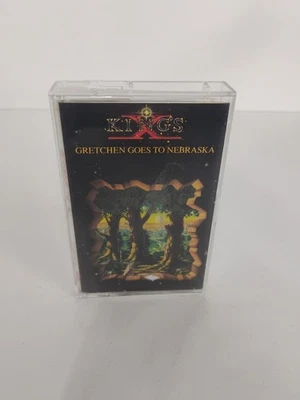 KINGS
X
GRETCHEN GOES TO NEBRASKA